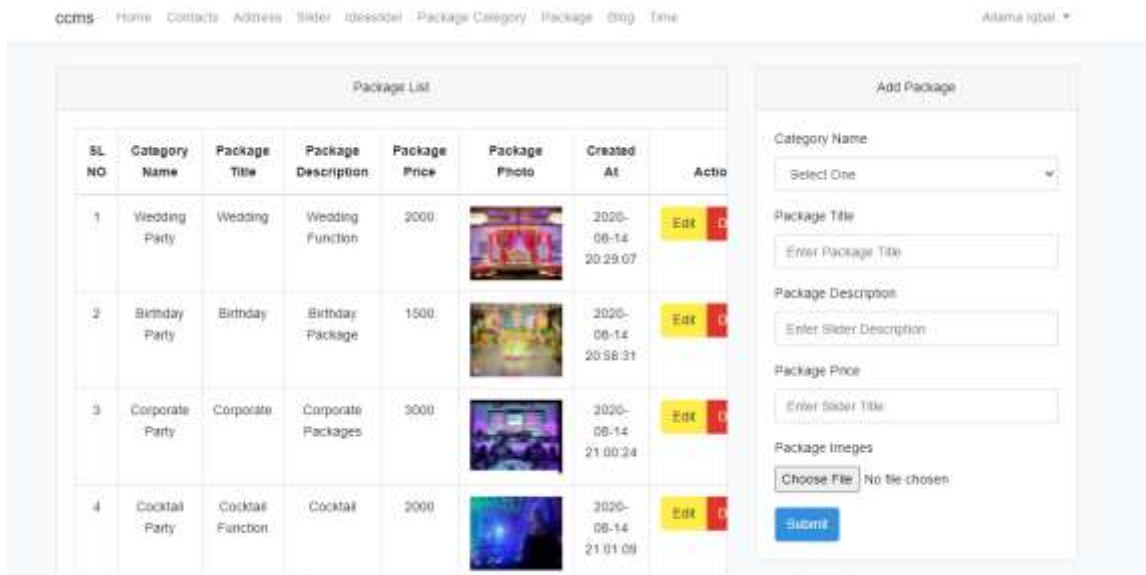 ccms Home Contacts Address Slider Ideaslider Package Category Package Blog Time
Allama Iqbal
Package List
SL NO
Category Name
Package Title
Package Description
Package Price
Package Photo
Created At
Actio
1
Wedding Party
Wedding
Wedding Function
2000
2020-08-14 20:29:07
Edit
D
2
Birthday Party
Birthday
Birthday Package
1500
2020-08-14 20:58:31
Edit
D
3
Corporate Party
Corporate
Corporate Packages
3000
2020-08-14 21:00:24
Edit
D
4
Cocktail Party
Cocktail Function
Cocktail
2000
2020-08-14 21:01:09
Edit
D
Add Package
Category Name
Select One
Package Title
Enter Package Title
Package Description
Enter Slider Description
Package Price
Enter Slider Title
Package Imeges
Choose File No file chosen
Submit